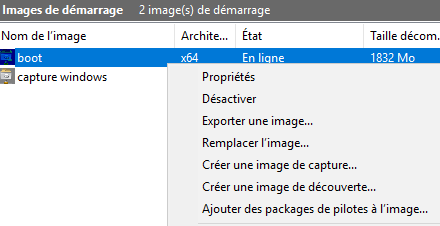 Images de démarrage 2 image(s) de démarrage
Nom de l'image Archite... État Taille décom...
boot x64 En ligne 1832 Mo
capture windows
Propriétés
Désactiver
Exporter une image...
Remplacer l'image...
Créer une image de capture...
Créer une image de découverte...
Ajouter des packages de pilotes à l'image...